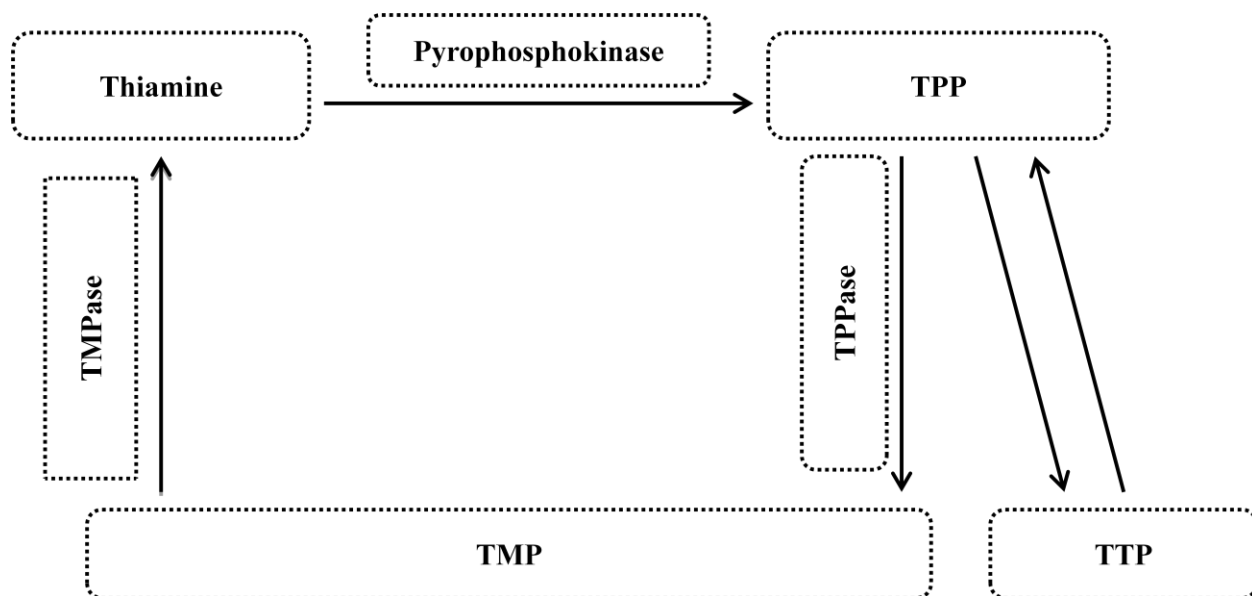 Pyrophosphokinase
Thiamine
TPP
TMPase
TPPase
TMP
TTP